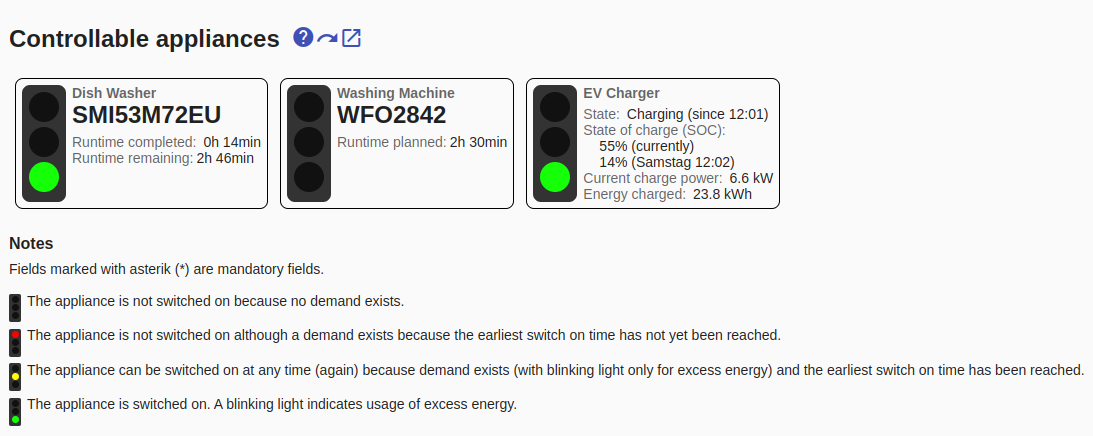 Controllable appliances
Dish Washer
SMI53M72EU
Runtime completed: 0h 14min
Runtime remaining: 2h 46min
Washing Machine
WFO2842
Runtime planned: 2h 30min
EV Charger
State: Charging (since 12:01)
State of charge (SOC):
55% (currently)
14% (Samstag 12:02)
Current charge power: 6.6 kW
Energy charged: 23.8 kWh
Notes
Fields marked with asterik (*) are mandatory fields.
The appliance is not switched on because no demand exists.
The appliance is not switched on although a demand exists because the earliest switch on time has not yet been reached.
The appliance can be switched on at any time (again) because demand exists (with blinking light only for excess energy) and the earliest switch on time has been reached.
The appliance is switched on. A blinking light indicates usage of excess energy.